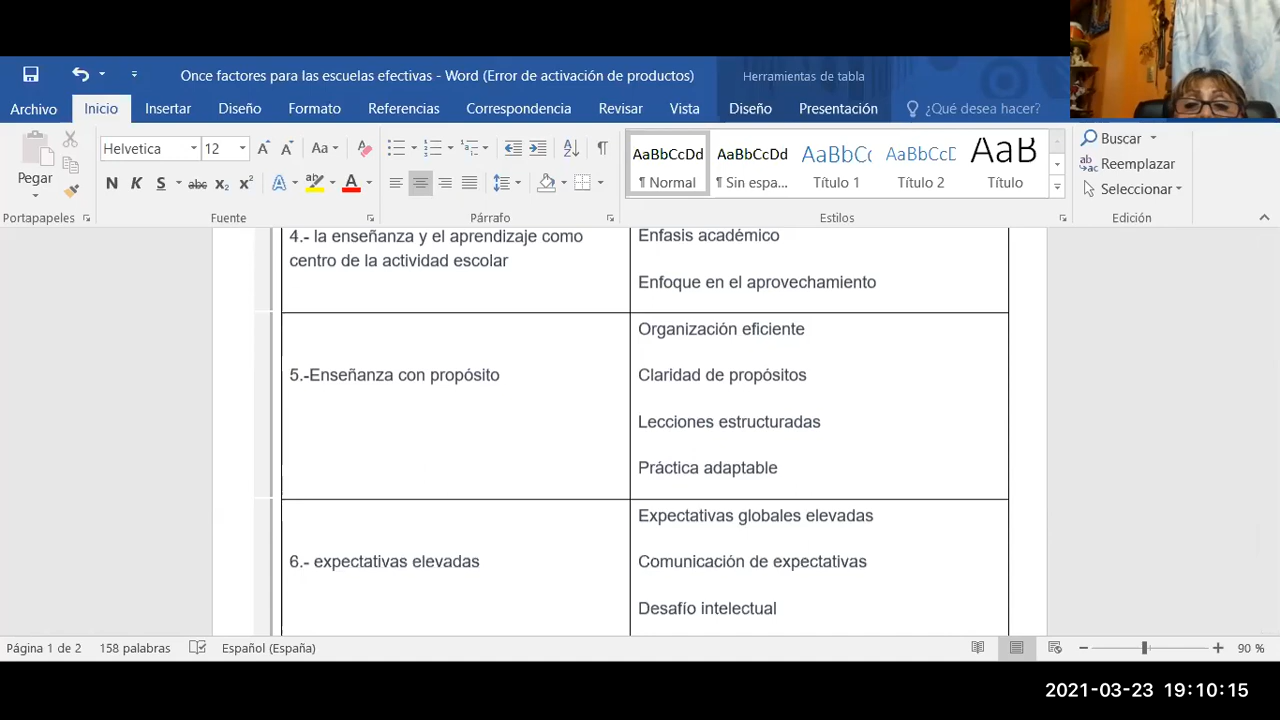 Once factores para las escuelas efectivas - Word (Error de activación de productos)
Herramientas de tabla
Archivo Inicio Insertar Diseño Formato Referencias Correspondencia Revisar Vista Diseño Presentación ¿Qué desea hacer?
Pegar
Helvetica 12 Aa
N K S abc x₂ x² A A
AaBbCcDd AaBbCcDd AaBbCc AaBbCcD AaB
¶ Normal ¶ Sin espa... Título 1 Título 2 Título
Buscar
Reemplazar
Seleccionar
Portapapeles Fuente Párrafo Estilos Edición
4.- la enseñanza y el aprendizaje como
centro de la actividad escolar
Enfasis académico
Enfoque en el aprovechamiento
5.-Enseñanza con propósito
Organización eficiente
Claridad de propósitos
Lecciones estructuradas
Práctica adaptable
6.- expectativas elevadas
Expectativas globales elevadas
Comunicación de expectativas
Desafío intelectual
Página 1 de 2 158 palabras Español (España) 90 %
2021-03-23 19:10:15